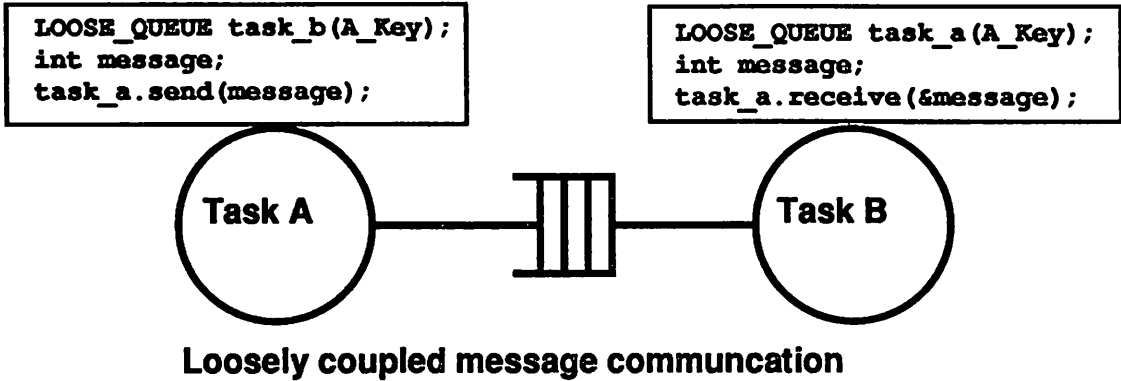 LOOSE_QUEUE task_b(A_Key);
int message;
task_a.send(message);
LOOSE_QUEUE task_a(A_Key);
int message;
task_a.receive(&message);
Task A
Task B
Loosely coupled message communcation